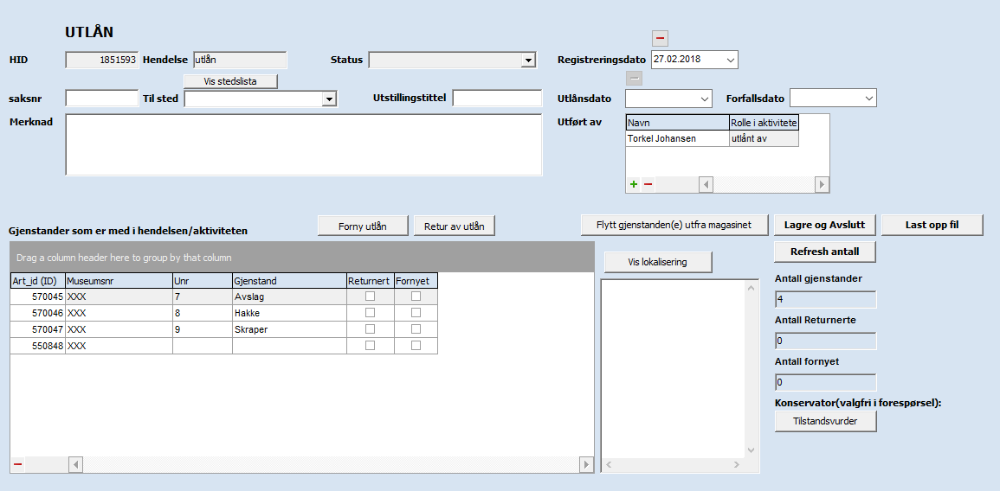 UTLÅN
HID 1851593 Hendelse utlån Status Registreringsdato 27.02.2018
Vis stedslista
saksnr Til sted Utstillingstittel Utlånsdato Forfallsdato
Merknad Utført av Navn Rolle i aktivitete
Torkel Johansen utlånt av
Gjenstander som er med i hendelsen/aktiviteten Forny utlån Retur av utlån Flytt gjenstanden(e) utfra magasinet Lagre og Avslutt Last opp fil
Drag a column header here to group by that column Vis lokalisering Refresh antall
Art_id (ID) Museumsnr Unr Gjenstand Returnert Fornyet
570045 XXX 7 Avslag
570046 XXX 8 Hakke
570047 XXX 9 Skraper
550848 XXX
Antall gjenstander
4
Antall Returnerte
0
Antall fornyet
0
Konservator(valgfri i forespørsel):
Tilstandsvurder